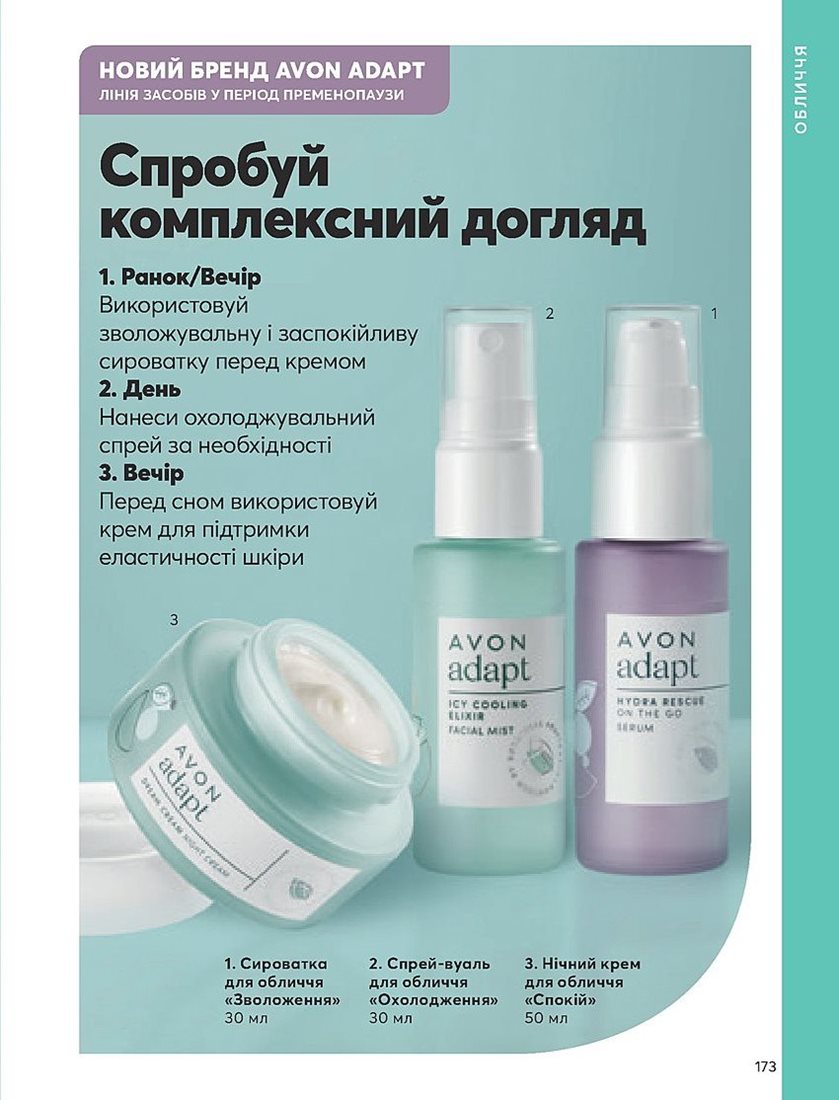 НОВИЙ БРЕНД AVON ADAPT
ЛІНІЯ ЗАСОБІВ У ПЕРІОД ПРЕМЕНОПАУЗИ
ОБЛИЧЧЯ
Спробуй
комплексний догляд
1. Ранок/Вечір
Використовуй
зволожувальну і заспокійливу
сироватку перед кремом
2. День
Нанеси охолоджувальний
спрей за необхідності
3. Вечір
Перед сном використовуй
крем для підтримки
еластичності шкіри
2
1
3
AVON
adapt
ICY COOLING
ELIXIR
FACIAL MIST
AVON
adapt
HYDRA RESCUE
ON THE GO
SERUM
AVON
adapt
DREAM CREAM NIGHT CREAM
1. Сироватка
для обличчя
«Зволоження»
30 мл
2. Спрей-вуаль
для обличчя
«Охолодження»
30 мл
3. Нічний крем
для обличчя
«Спокій»
50 мл
173